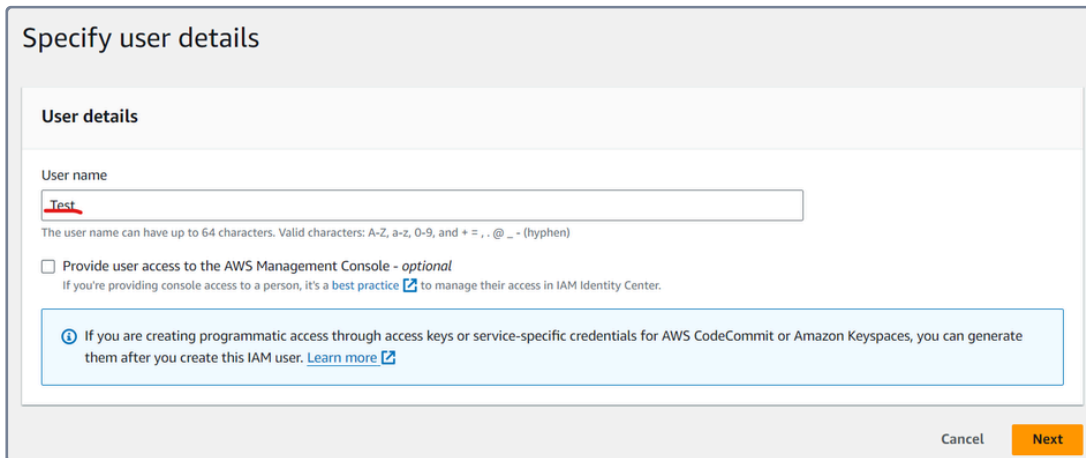 Specify user details
User details
User name
Test
The user name can have up to 64 characters. Valid characters: A-Z, a-z, 0-9, and + = , . @ _ - (hyphen)
Provide user access to the AWS Management Console - optional
If you're providing console access to a person, it's a best practice to manage their access in IAM Identity Center.
If you are creating programmatic access through access keys or service-specific credentials for AWS CodeCommit or Amazon Keyspaces, you can generate
them after you create this IAM user. Learn more
Cancel Next